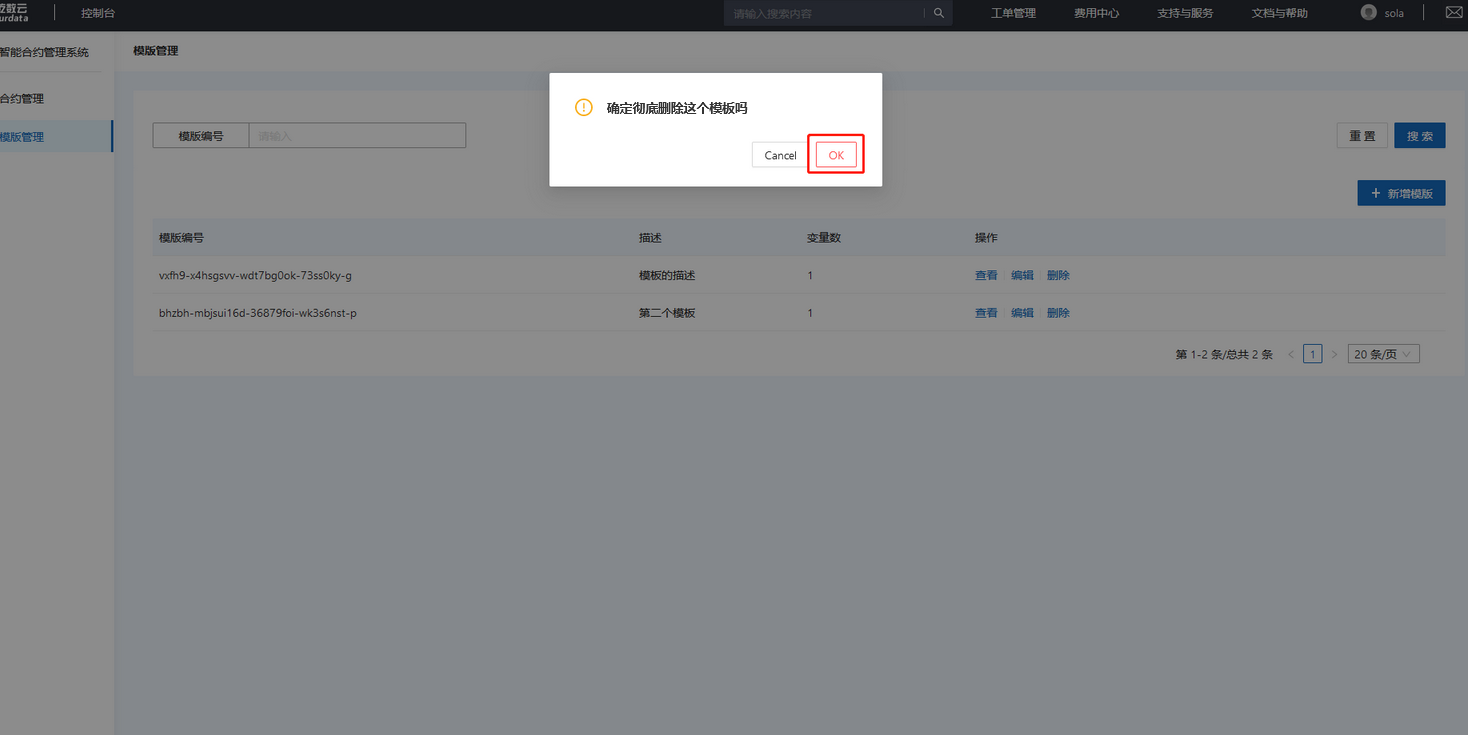 数云
urdata
控制台
请输入搜索内容
工单管理
费用中心
支持与服务
文档与帮助
sola
智能合约管理系统
模版管理
合约管理
模版管理
确定彻底删除这个模板吗
Cancel
OK
模版编号
请输入
重 置
搜 索
+ 新增模版
模版编号
描述
变量数
操作
vxfh9-x4hsgsvv-wdt7bg0ok-73ss0ky-g
模板的描述
1
查看
编辑
删除
bhzbh-mbjsui16d-36879foi-wk3s6nst-p
第二个模板
1
查看
编辑
删除
第 1-2 条/总共 2 条
1
20 条/页